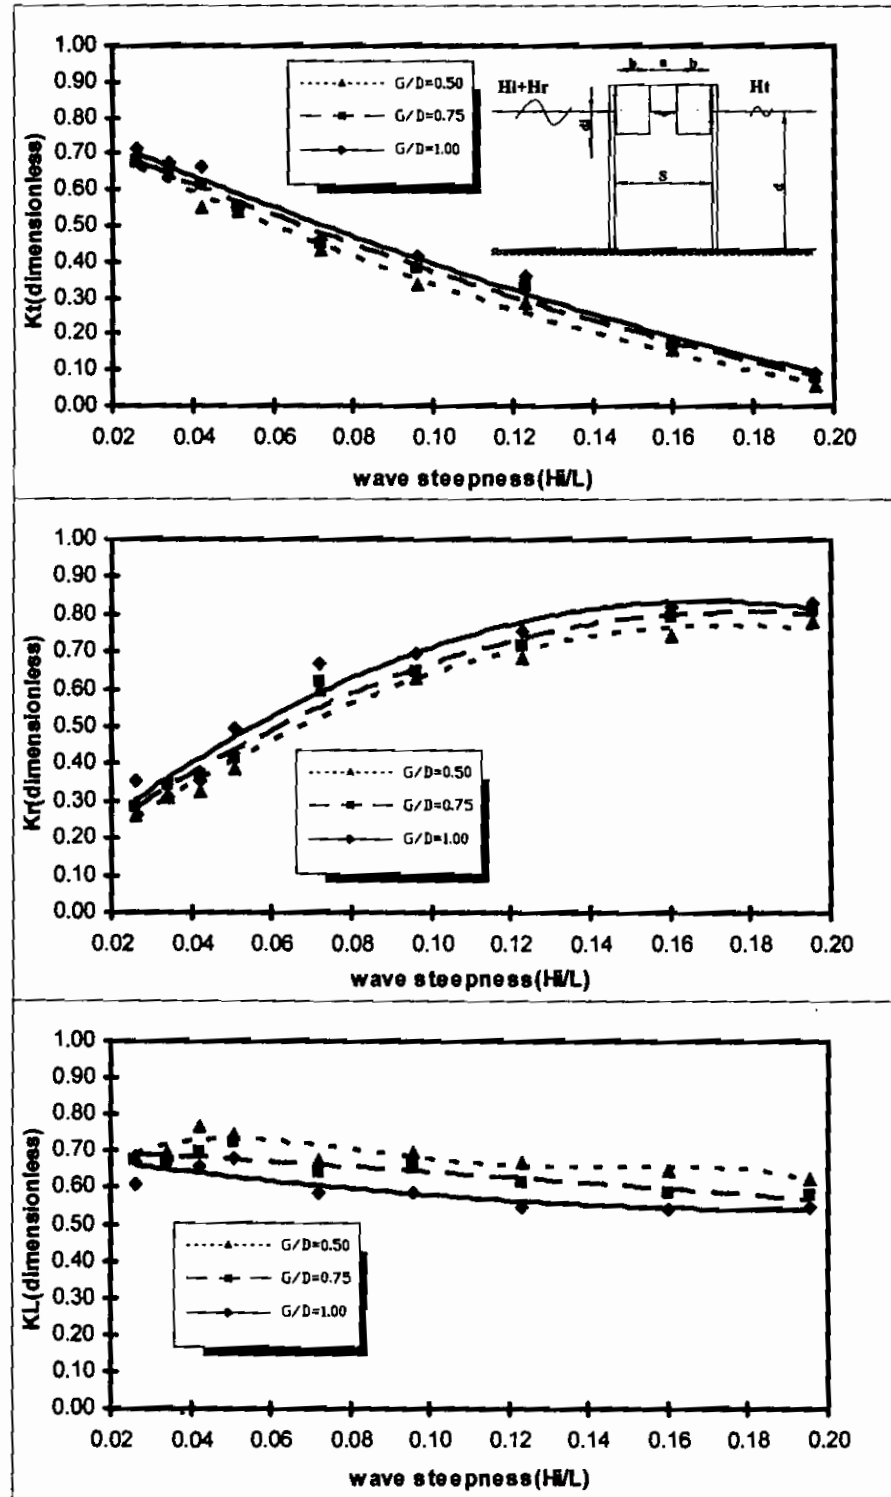 1.00
0.90
0.80
0.70
0.60
0.50
0.40
0.30
0.20
0.10
0.00
Kt(dimensionless)
G/D=0.50
G/D=0.75
G/D=1.00
b a b
Hi+Hr
Ht
di
S
d
0.02 0.04 0.06 0.08 0.10 0.12 0.14 0.16 0.18 0.20
wave steepness(Hi/L)
1.00
0.90
0.80
0.70
0.60
0.50
0.40
0.30
0.20
0.10
0.00
Kr(dimensionless)
G/D=0.50
G/D=0.75
G/D=1.00
0.02 0.04 0.06 0.08 0.10 0.12 0.14 0.16 0.18 0.20
wave steepness(Hi/L)
1.00
0.90
0.80
0.70
0.60
0.50
0.40
0.30
0.20
0.10
0.00
KL(dimensionless)
G/D=0.50
G/D=0.75
G/D=1.00
0.02 0.04 0.06 0.08 0.10 0.12 0.14 0.16 0.18 0.20
wave steepness(Hi/L)